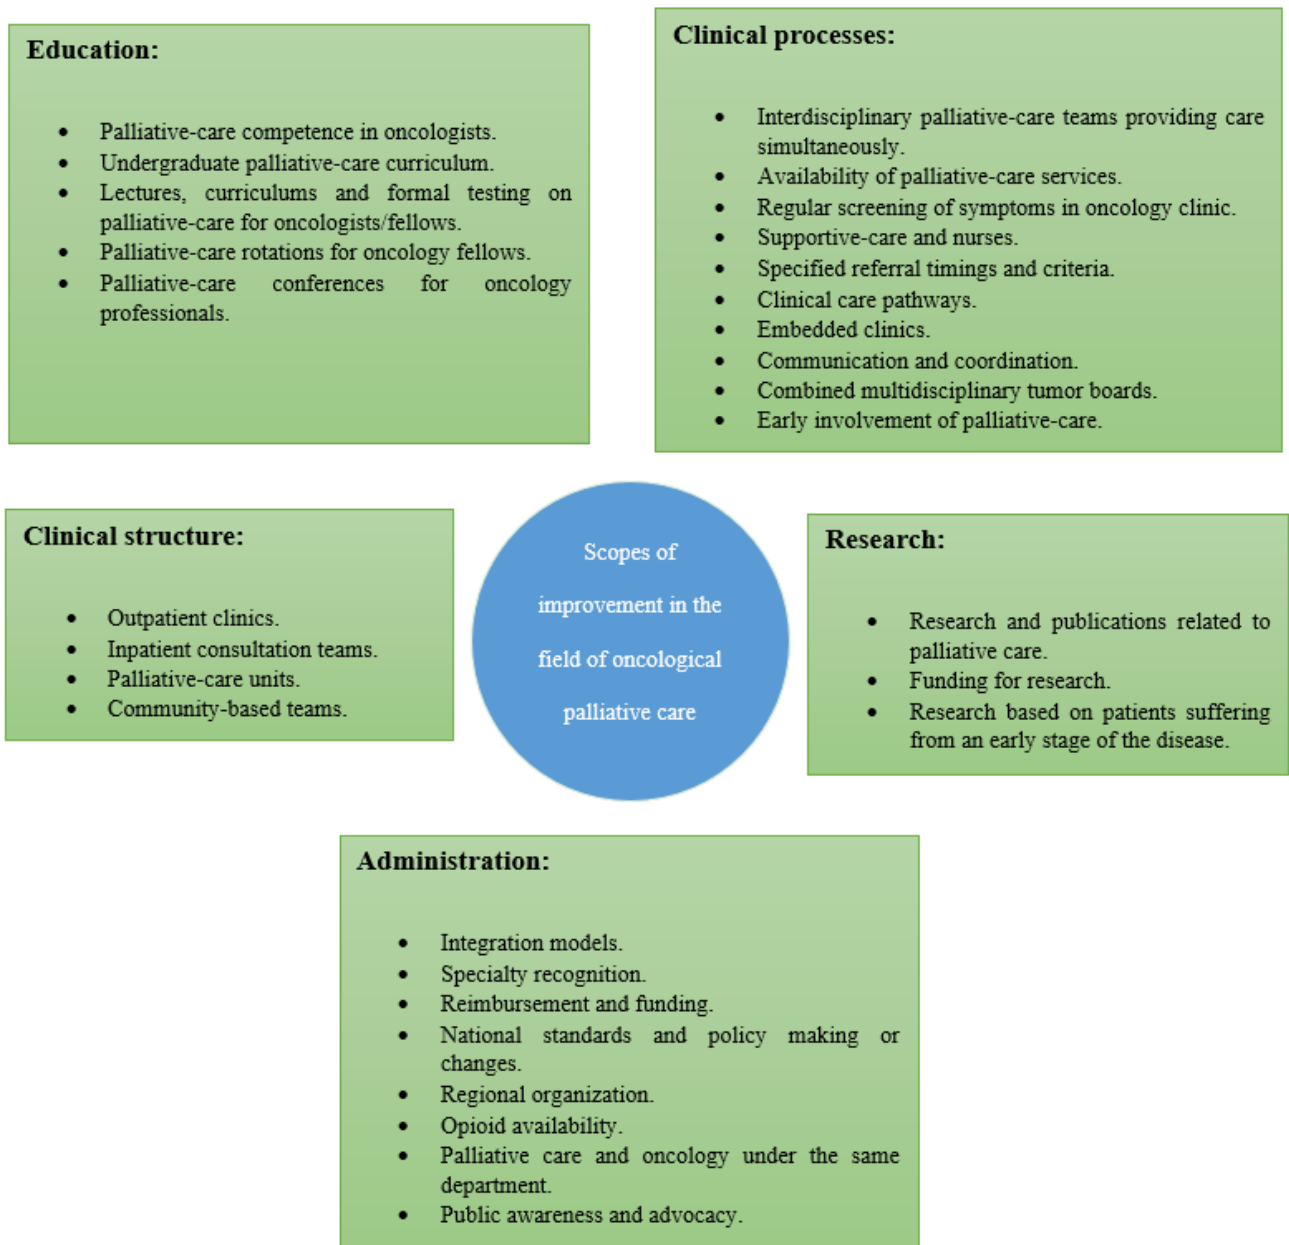 Education:
• Palliative-care competence in oncologists.
• Undergraduate palliative-care curriculum.
• Lectures, curriculums and formal testing on
palliative-care for oncologists/fellows.
• Palliative-care rotations for oncology fellows.
• Palliative-care conferences for oncology
professionals.
Clinical processes:
• Interdisciplinary palliative-care teams providing care
simultaneously.
• Availability of palliative-care services.
• Regular screening of symptoms in oncology clinic.
• Supportive-care and nurses.
• Specified referral timings and criteria.
• Clinical care pathways.
• Embedded clinics.
• Communication and coordination.
• Combined multidisciplinary tumor boards.
• Early involvement of palliative-care.
Clinical structure:
• Outpatient clinics.
• Inpatient consultation teams.
• Palliative-care units.
• Community-based teams.
Scopes of
improvement in the
field of oncological
palliative care
Research:
• Research and publications related to
palliative care.
• Funding for research.
• Research based on patients suffering
from an early stage of the disease.
Administration:
• Integration models.
• Specialty recognition.
• Reimbursement and funding.
• National standards and policy making or
changes.
• Regional organization.
• Opioid availability.
• Palliative care and oncology under the same
department.
• Public awareness and advocacy.